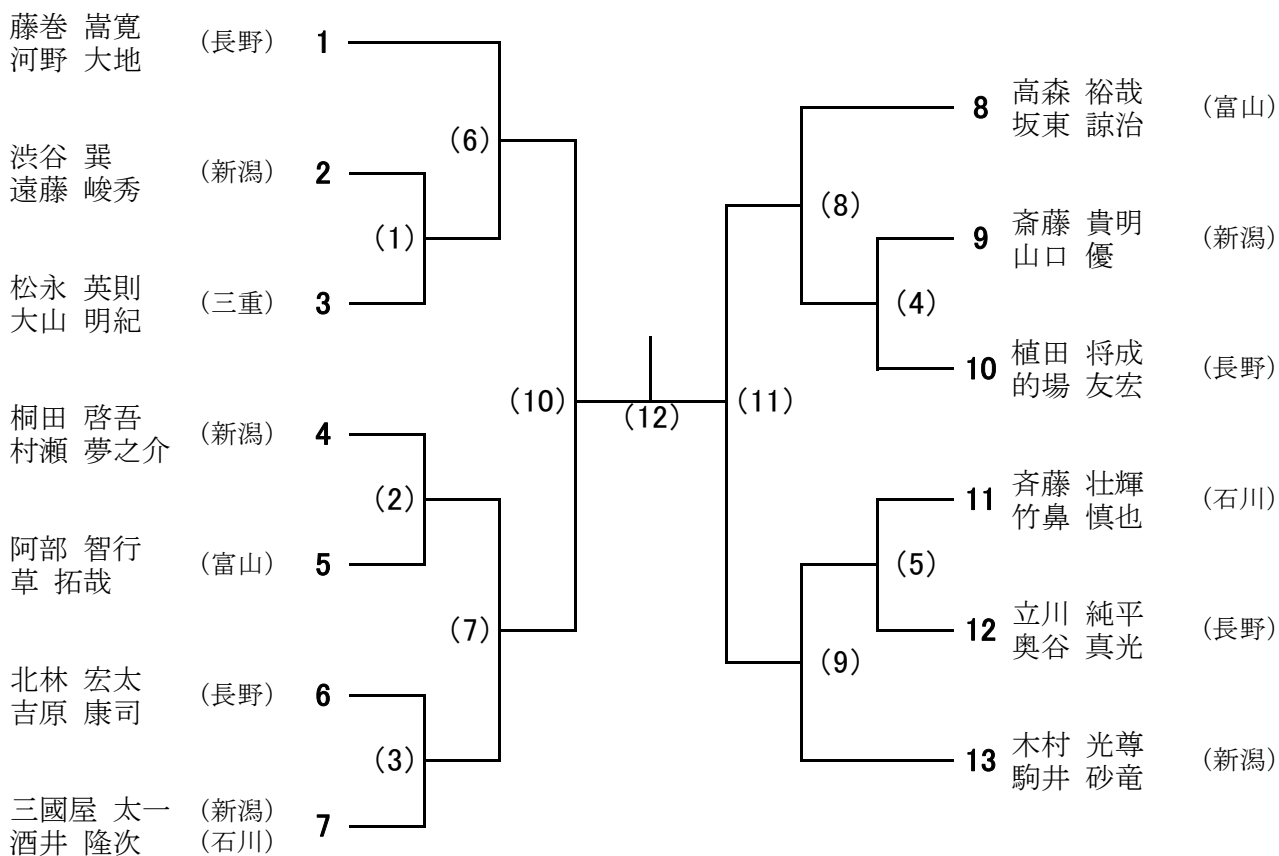 藤巻 嵩寛
河野 大地
(長野) 1
渋谷 巽
遠藤 峻秀
(新潟) 2
松永 英則
大山 明紀
(三重) 3
桐田 啓吾
村瀬 夢之介
(新潟) 4
阿部 智行
草 拓哉
(富山) 5
北林 宏太
吉原 康司
(長野) 6
三國屋 太一 (新潟)
酒井 隆次 (石川)
7
(1)
(2)
(3)
(6)
(7)
(10)
(12)
(11)
(8)
(9)
(4)
(5)
8
高森 裕哉
坂東 諒治
(富山)
9
斎藤 貴明
山口 優
(新潟)
10
植田 将成
的場 友宏
(長野)
11
斉藤 壮輝
竹鼻 慎也
(石川)
12
立川 純平
奥谷 真光
(長野)
13
木村 光尊
駒井 砂竜
(新潟)